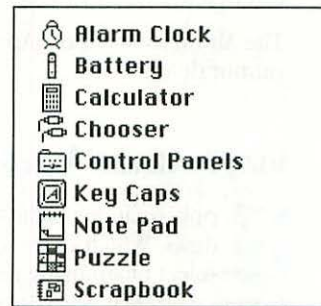 Alarm Clock
Battery
Calculator
Chooser
Control Panels
Key Caps
Note Pad
Puzzle
Scrapbook